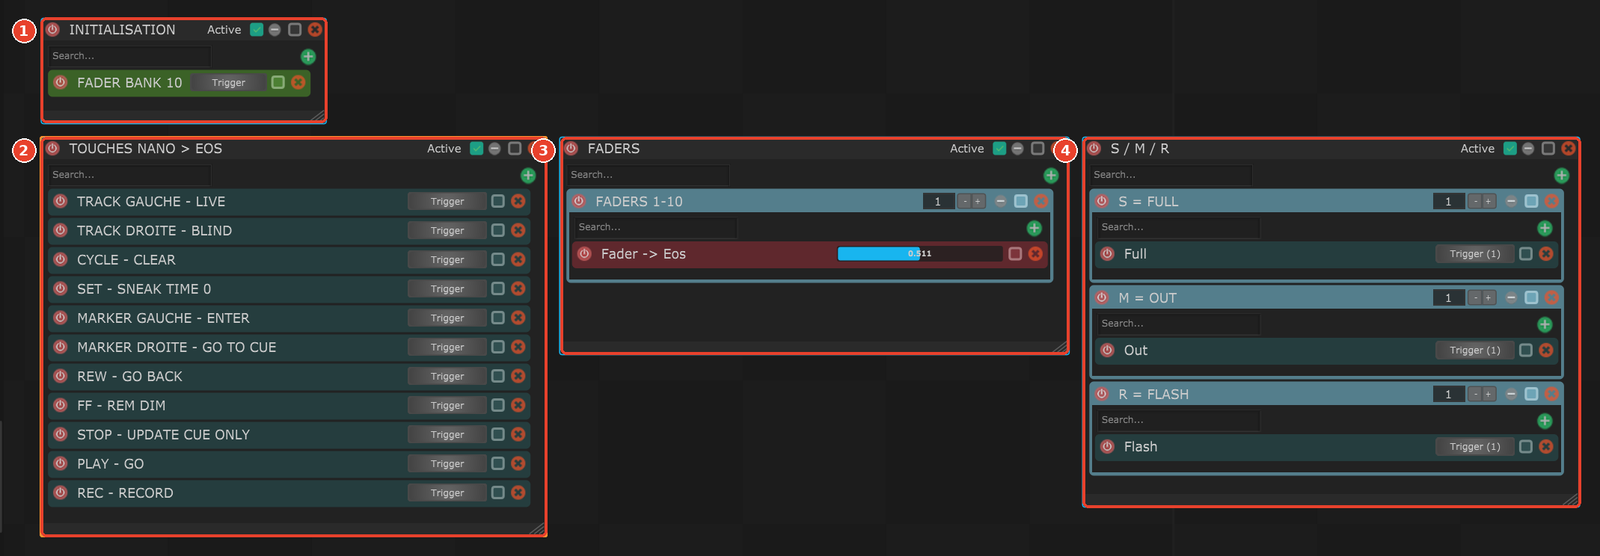 1 INITIALISATION Active
Search...
FADER BANK 10 Trigger
2 TOUCHES NANO > EOS Active
Search...
TRACK GAUCHE - LIVE Trigger
TRACK DROITE - BLIND Trigger
CYCLE - CLEAR Trigger
SET - SNEAK TIME 0 Trigger
MARKER GAUCHE - ENTER Trigger
MARKER DROITE - GO TO CUE Trigger
REW - GO BACK Trigger
FF - REM DIM Trigger
STOP - UPDATE CUE ONLY Trigger
PLAY - GO Trigger
REC - RECORD Trigger
3 FADERS Active
Search...
FADERS 1-10 1 - +
Search...
Fader -> Eos 0.511
4 S / M / R Active
Search...
S = FULL 1 - +
Search...
Full Trigger (1)
M = OUT 1 - +
Search...
Out Trigger (1)
R = FLASH 1 - +
Search...
Flash Trigger (1)